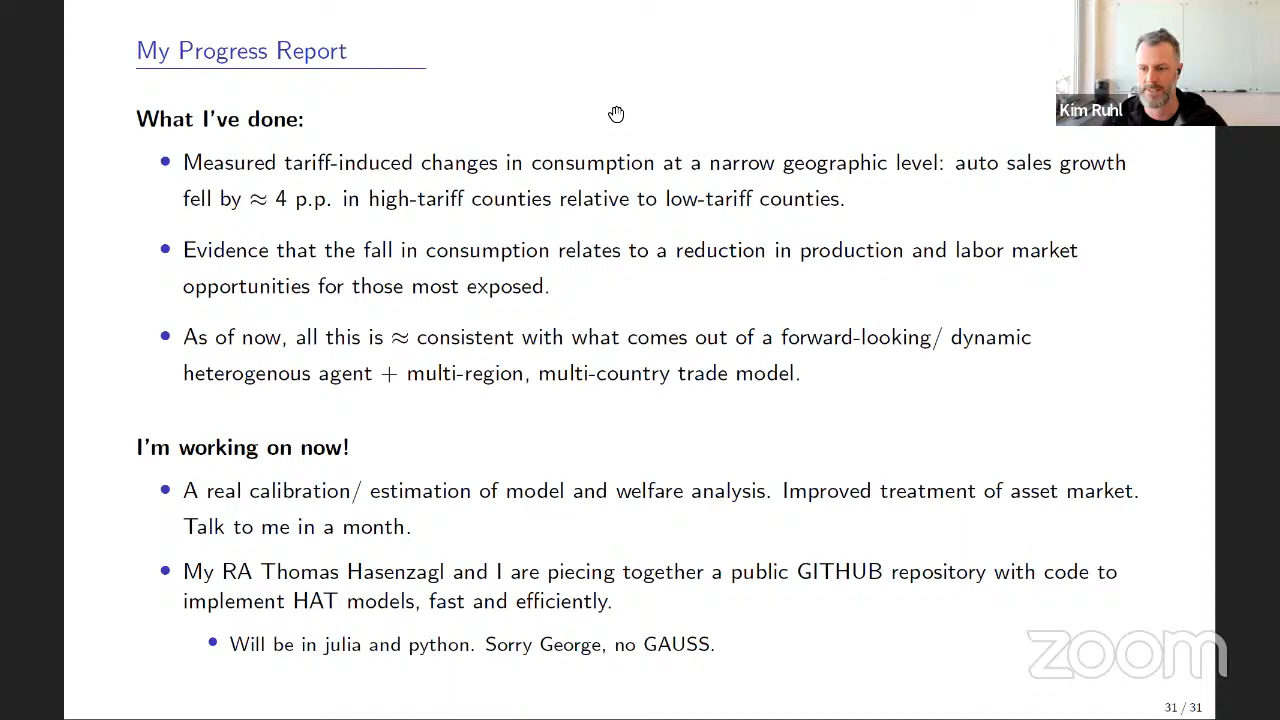 My Progress Report
Kim Ruhl
What I've done:
• Measured tariff-induced changes in consumption at a narrow geographic level: auto sales growth
fell by ≈ 4 p.p. in high-tariff counties relative to low-tariff counties.
• Evidence that the fall in consumption relates to a reduction in production and labor market
opportunities for those most exposed.
• As of now, all this is ≈ consistent with what comes out of a forward-looking/ dynamic
heterogenous agent + multi-region, multi-country trade model.
I'm working on now!
• A real calibration/ estimation of model and welfare analysis. Improved treatment of asset market.
Talk to me in a month.
• My RA Thomas Hasenzagl and I are piecing together a public GITHUB repository with code to
implement HAT models, fast and efficiently.
• Will be in julia and python. Sorry George, no GAUSS.
zoom
31 / 31